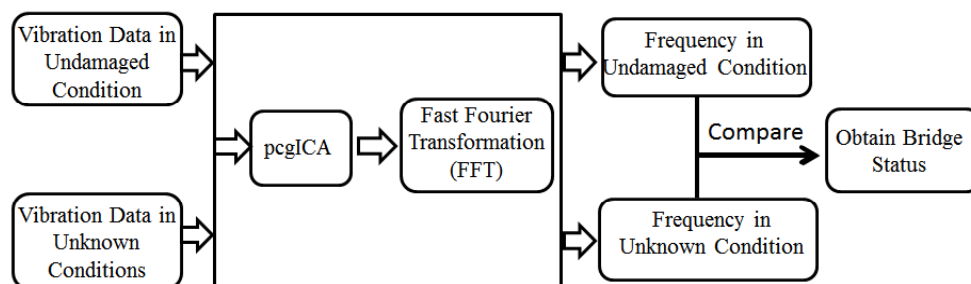 Vibration Data in
Undamaged
Condition
Vibration Data in
Unknown
Conditions
pcgICA
Fast Fourier
Transformation
(FFT)
Frequency in
Undamaged Condition
Frequency in
Unknown Condition
Compare
Obtain Bridge
Status